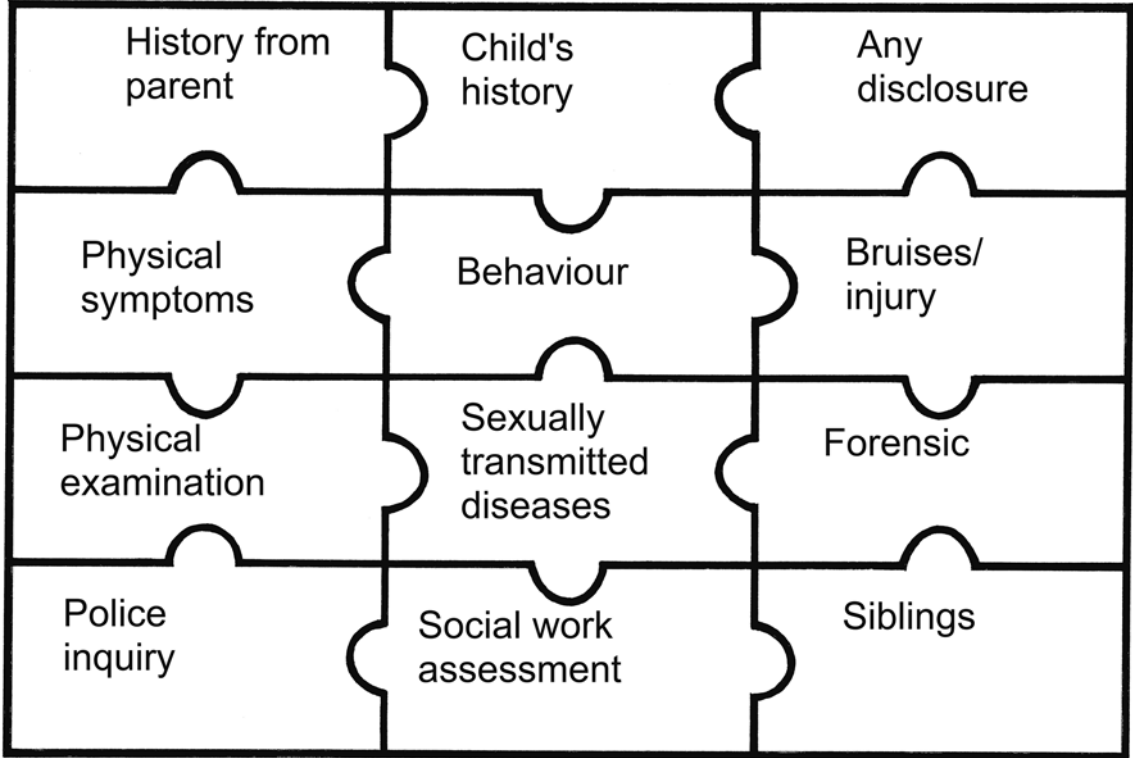 History from
parent
Child's
history
Any
disclosure
Physical
symptoms
Behaviour
Bruises/
injury
Physical
examination
Sexually
transmitted
diseases
Forensic
Police
inquiry
Social work
assessment
Siblings